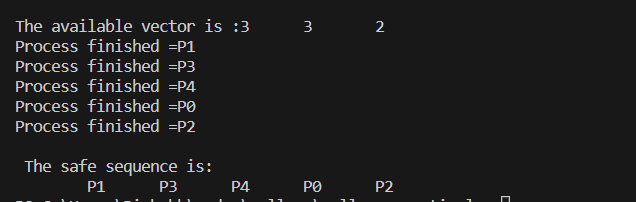 The available vector is :3 3 2
Process finished =P1
Process finished =P3
Process finished =P4
Process finished =P0
Process finished =P2
The safe sequence is:
P1 P3 P4 P0 P2